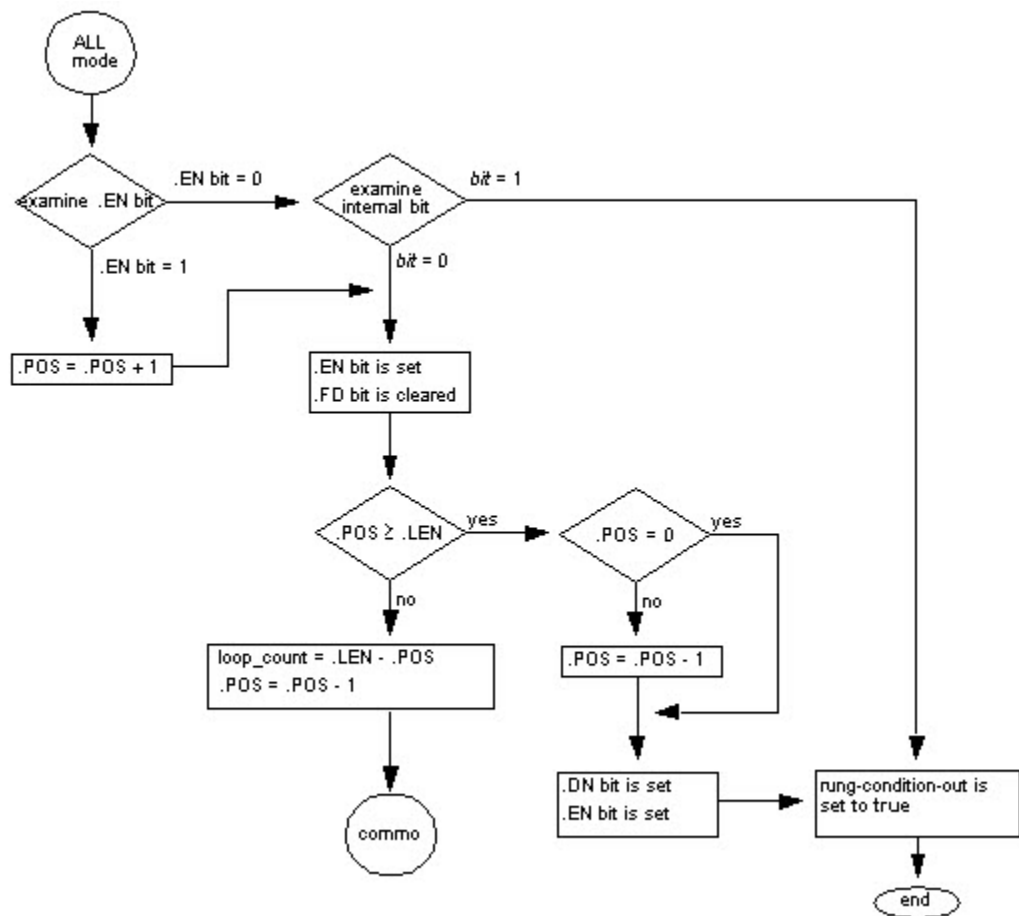 ALL
mode
examine .EN bit
.EN bit = 0
examine
internal bit
bit = 1
.EN bit = 1
bit = 0
.POS = .POS + 1
.EN bit is set
.FD bit is cleared
.POS ≥ .LEN
yes
.POS = 0
yes
no
no
loop_count = .LEN - .POS
.POS = .POS - 1
.POS = .POS - 1
.DN bit is set
.EN bit is set
rung-condition-out is
set to true
commo
end